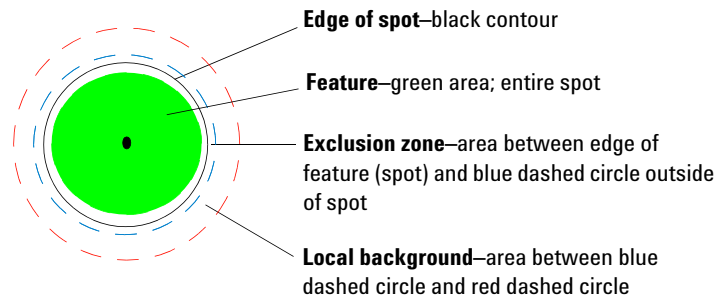 Edge of spot–black contour
Feature–green area; entire spot
Exclusion zone–area between edge of
feature (spot) and blue dashed circle outside
of spot
Local background–area between blue
dashed circle and red dashed circle